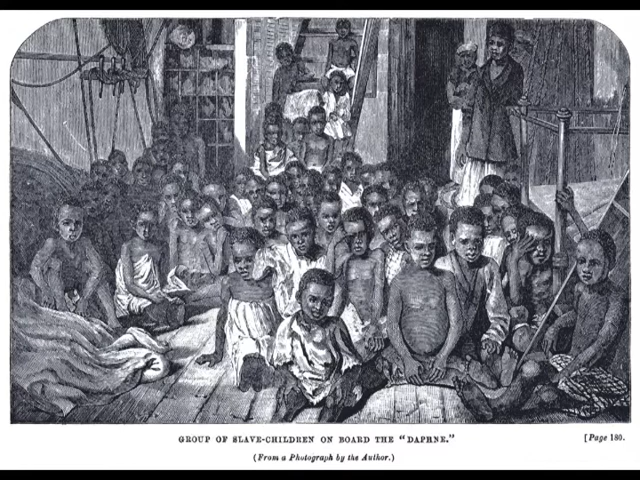 GROUP OF SLAVE-CHILDREN ON BOARD THE "DAPHNE."
[Page 180.
(From a Photograph by the Author.)